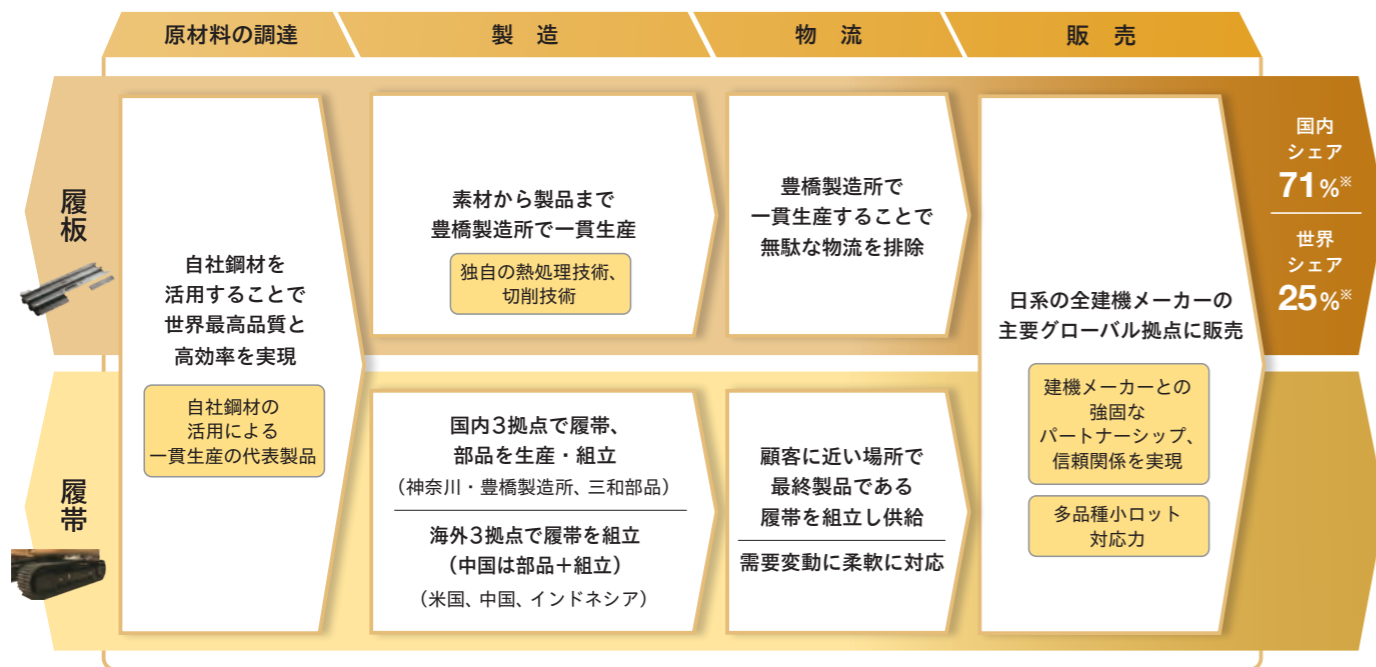 原材料の調達
製 造
物 流
販 売
履板
自社鋼材を
活用することで
世界最高品質と
高効率を実現
自社鋼材の
活用による
一貫生産の代表製品
素材から製品まで
豊橋製造所で一貫生産
独自の熱処理技術、
切削技術
豊橋製造所で
一貫生産することで
無駄な物流を排除
日系の全建機メーカーの
主要グローバル拠点に販売
建機メーカーとの
強固な
パートナーシップ、
信頼関係を実現
多品種小ロット
対応力
国内
シェア
71%※
世界
シェア
25%※
履帯
国内3拠点で履帯、
部品を生産・組立
（神奈川・豊橋製造所、三和部品）
海外3拠点で履帯を組立
（中国は部品＋組立）
（米国、中国、インドネシア）
顧客に近い場所で
最終製品である
履帯を組立し供給
需要変動に柔軟に対応